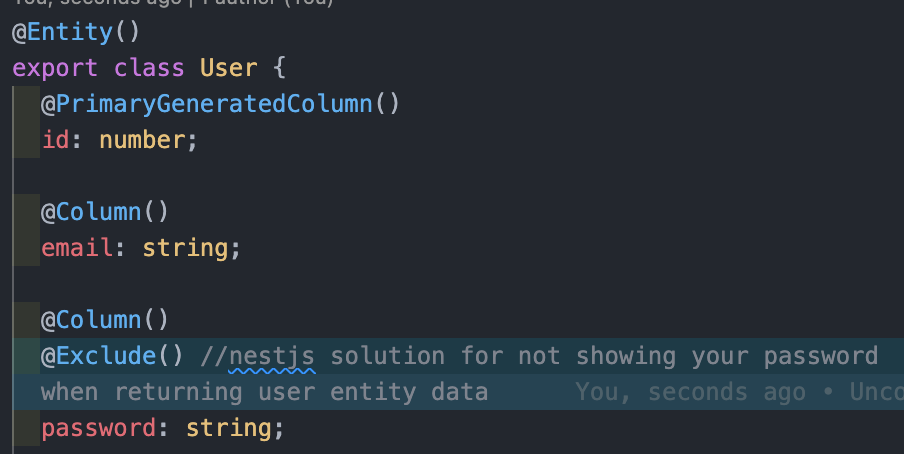 You, seconds ago | 1 author (You)
@Entity()
export class User {
@PrimaryGeneratedColumn()
id: number;
@Column()
email: string;
@Column()
@Exclude() //nestjs solution for not showing your password
when returning user entity data You, seconds ago • Unco
password: string;